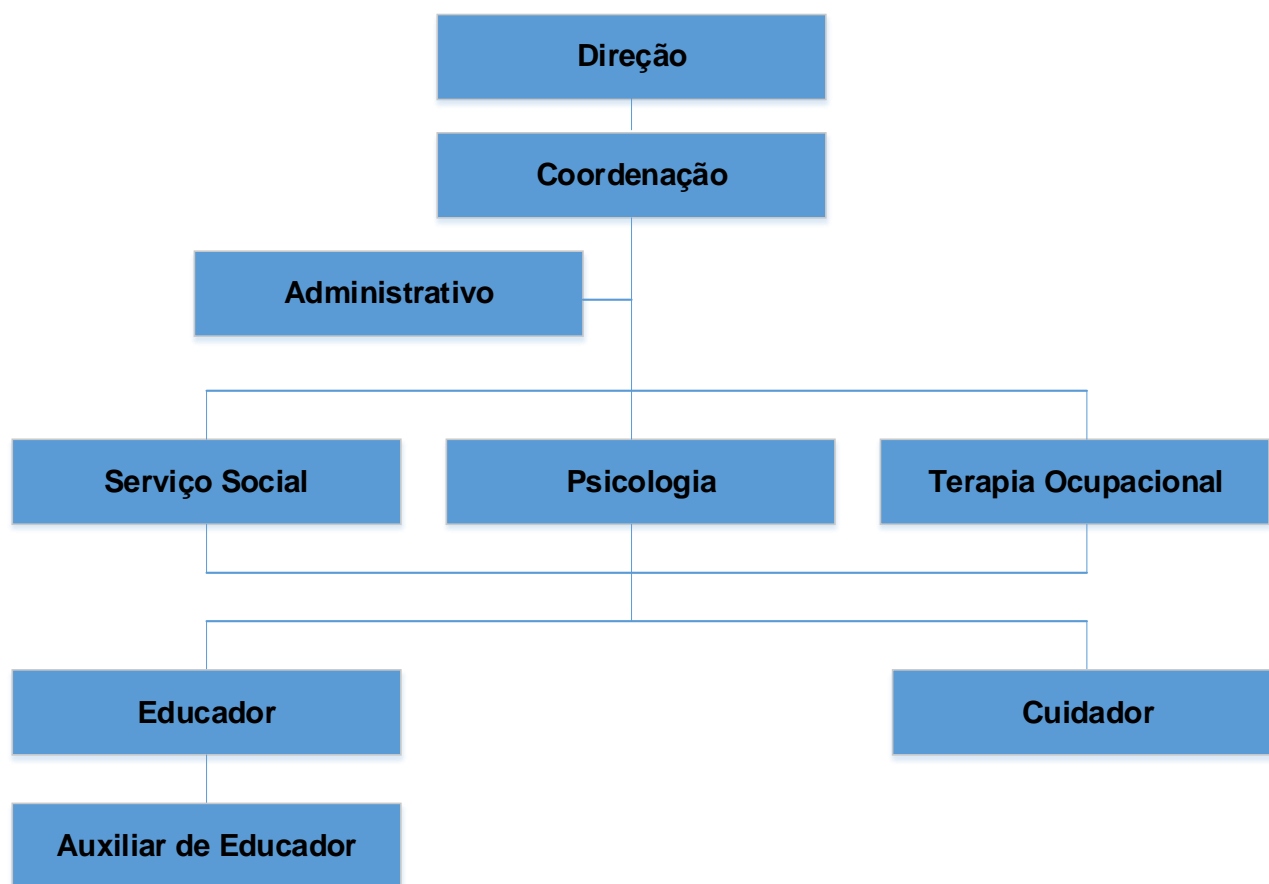 Direção
Coordenação
Administrativo
Serviço Social
Psicologia
Terapia Ocupacional
Educador
Cuidador
Auxiliar de Educador